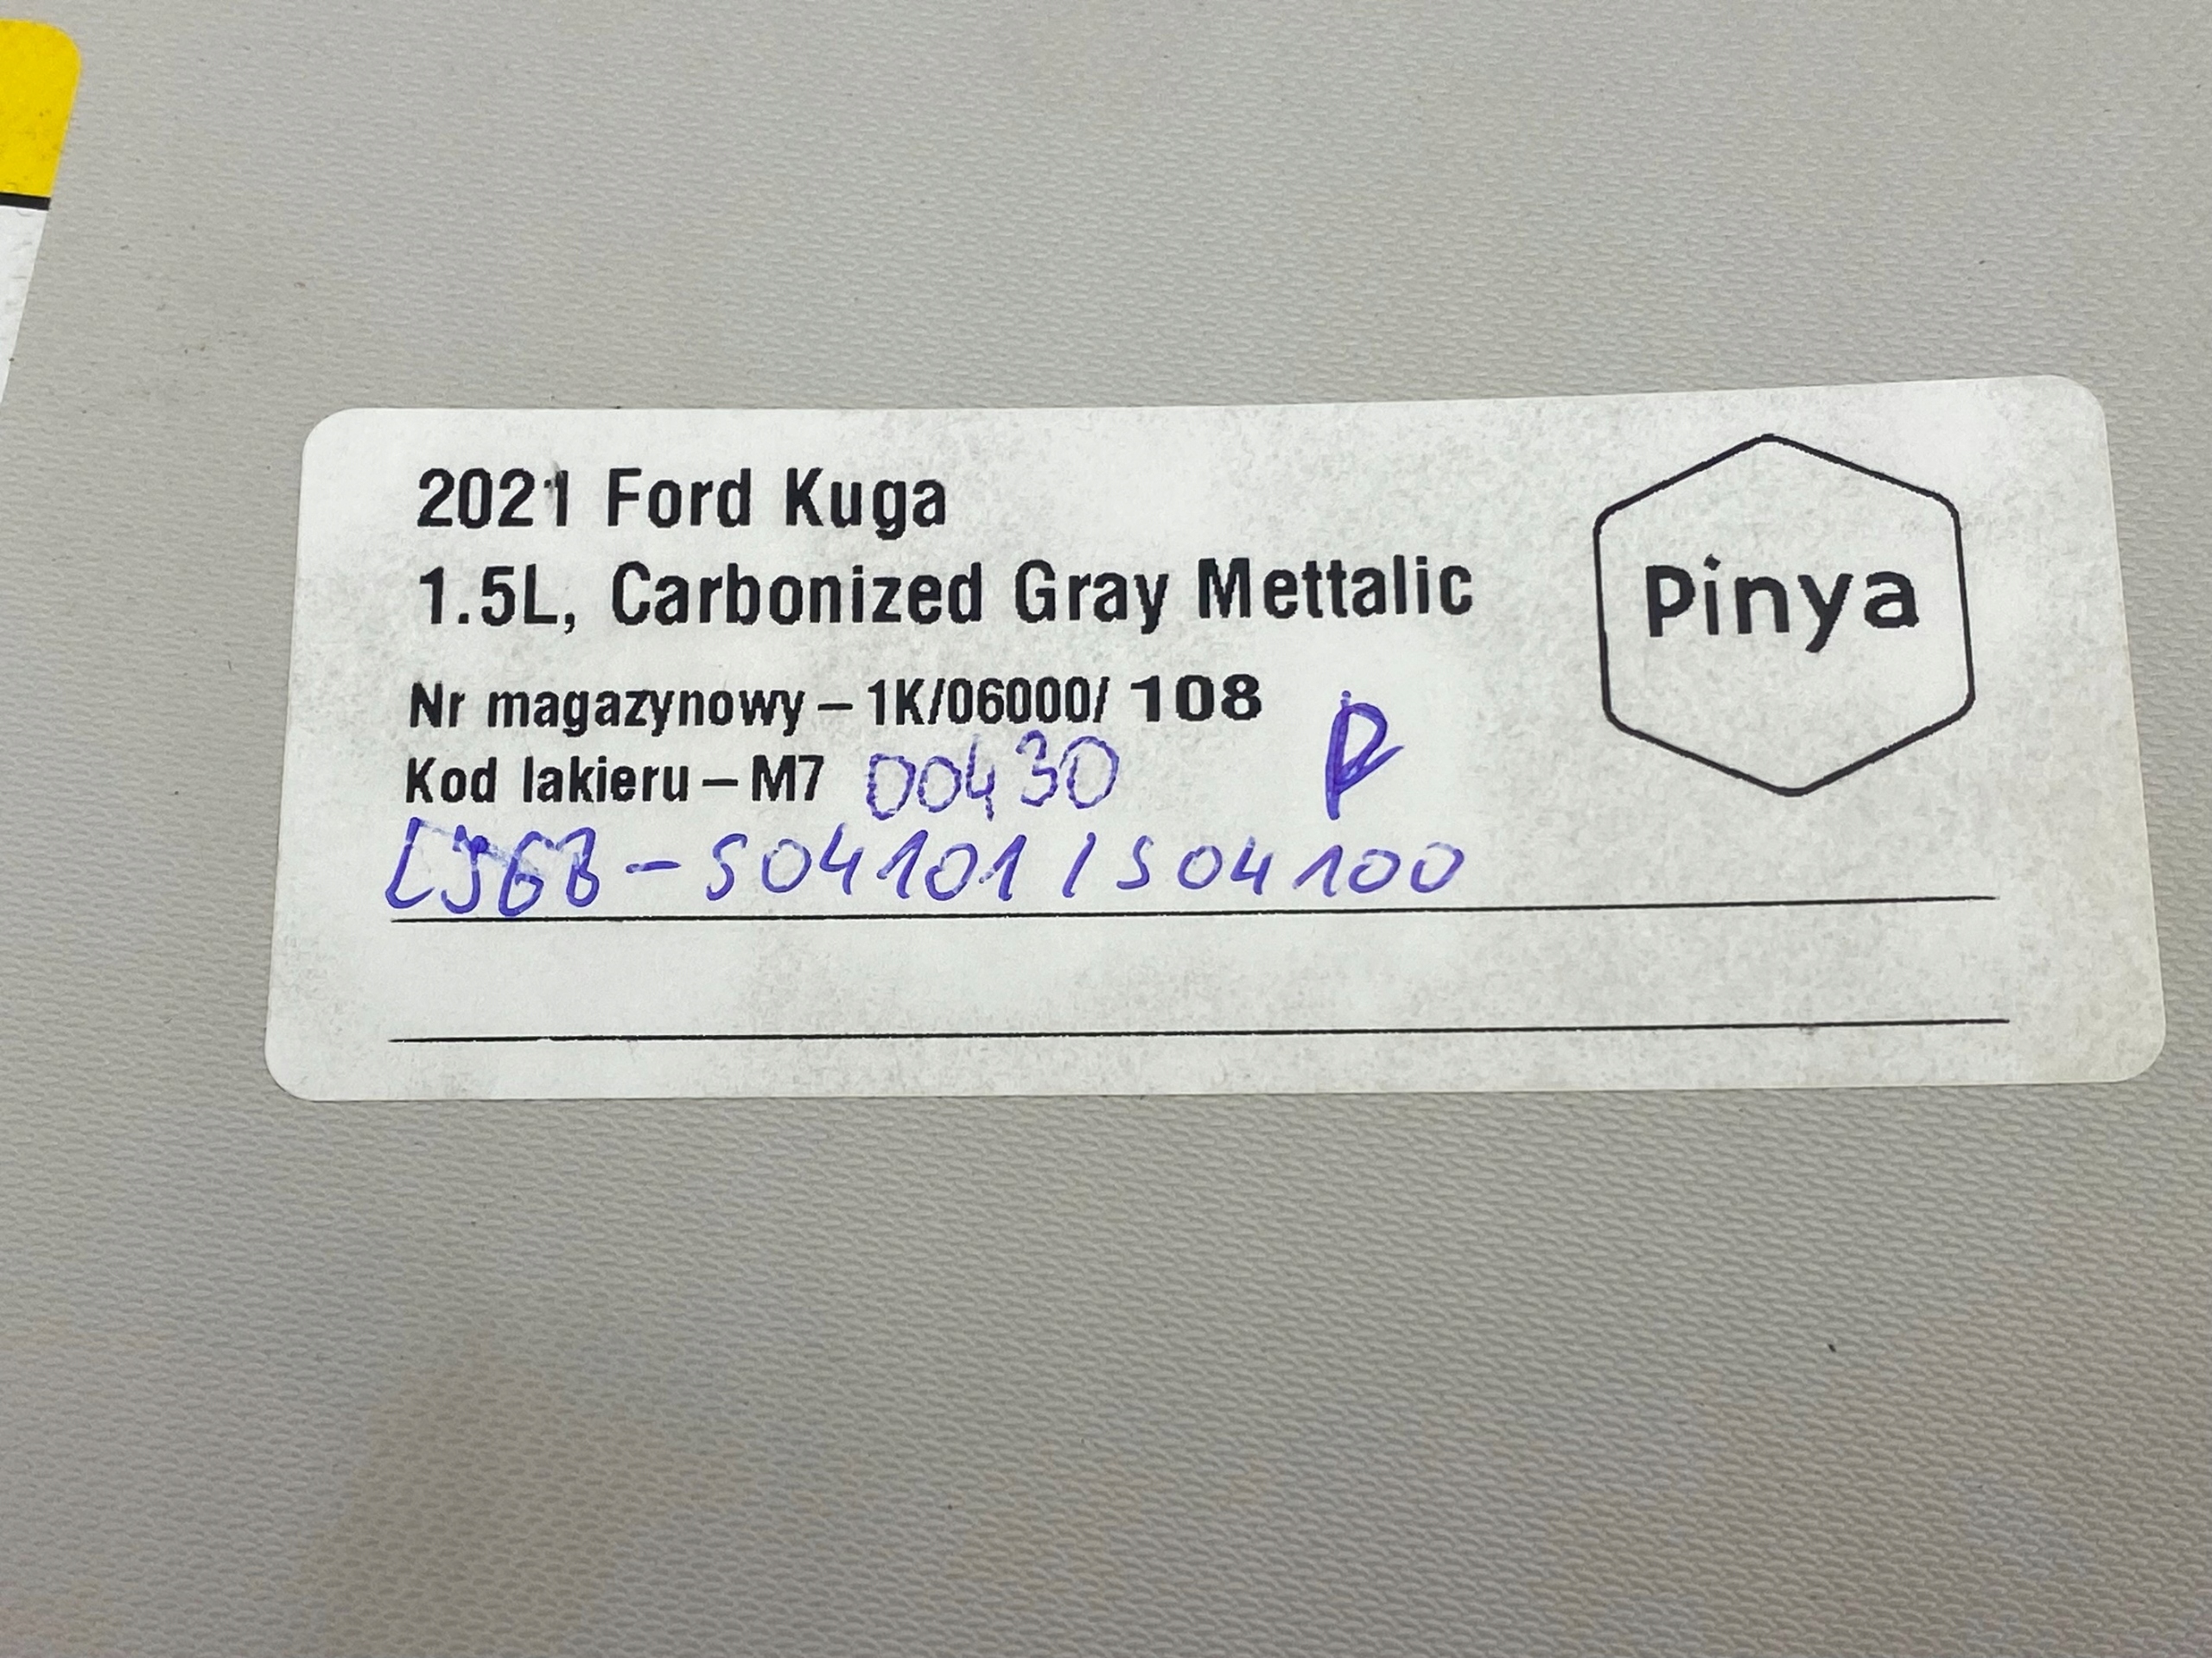 2021 Ford Kuga
1.5L, Carbonized Gray Mettalic
Pinya
Nr magazynowy – 1K/06000/ 108
Kod lakieru – M7 00430 P
LJ6B - S04101 / S04100